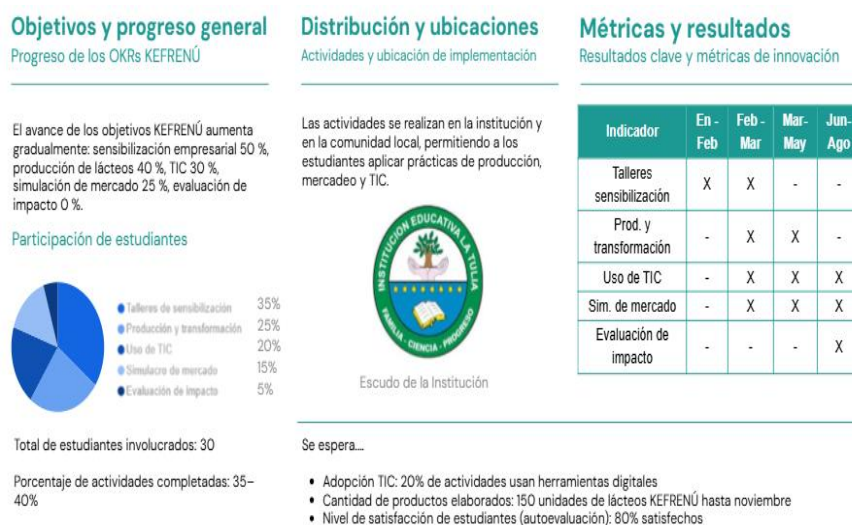 Objetivos y progreso general
Progreso de los OKRs KEFRENÚ
El avance de los objetivos KEFRENÚ aumenta
gradualmente: sensibilización empresarial 50 %,
producción de lácteos 40 %, TIC 30 %,
simulación de mercado 25 %, evaluación de
impacto 0 %.
Participación de estudiantes
Talleres de sensibilización 35%
Producción y transformación 25%
Uso de TIC 20%
Simulacro de mercado 15%
Evaluación de impacto 5%
Total de estudiantes involucrados: 30
Porcentaje de actividades completadas: 35–
40%
Distribución y ubicaciones
Actividades y ubicación de implementación
Las actividades se realizan en la institución y
en la comunidad local, permitiendo a los
estudiantes aplicar prácticas de producción,
mercadeo y TIC.
INSTITUCION EDUCATIVA LA TULIA
FAMILIA - CIENCIA - PROGRESO
Escudo de la Institución
Métricas y resultados
Resultados clave y métricas de innovación
Indicador En - Feb Feb - Mar Mar- May Jun- Ago
Talleres sensibilización X X - -
Prod. y transformación - X X -
Uso de TIC - X X X
Sim. de mercado - X X X
Evaluación de impacto - - - X
Se espera....
• Adopción TIC: 20% de actividades usan herramientas digitales
• Cantidad de productos elaborados: 150 unidades de lácteos KEFRENÚ hasta noviembre
• Nivel de satisfacción de estudiantes (autoevaluación): 80% satisfechos